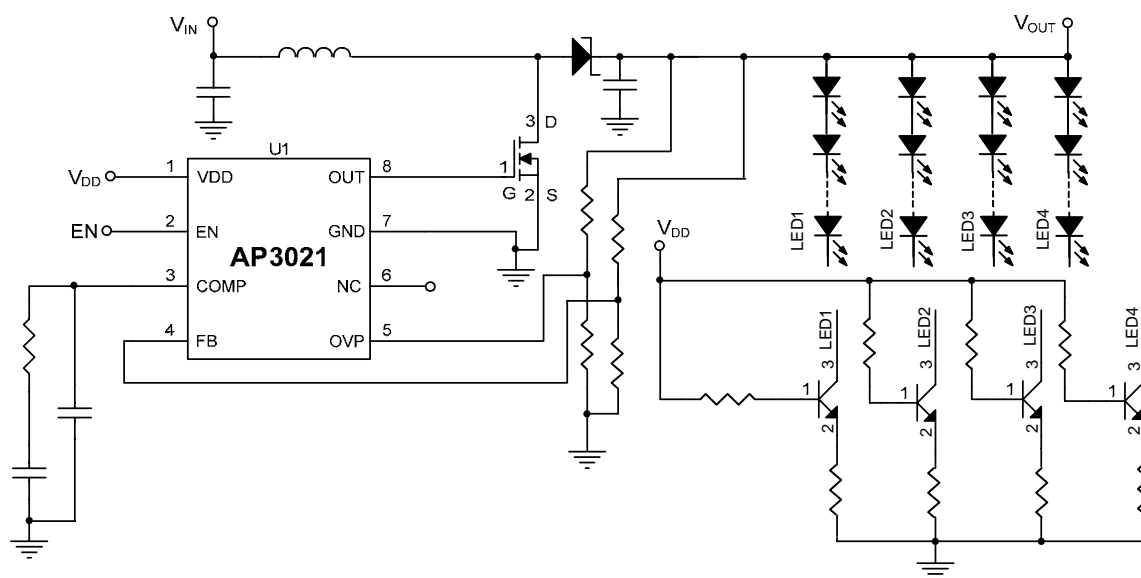 VIN
VOUT
3 D
U1
1
G 2 S
VDD
1 VDD OUT 8
EN 2 EN GND 7
AP3021
3 COMP NC 6
4 FB OVP 5
LED1
LED2
LED3
LED4
VDD
LED1
LED2
LED3
LED4
3
3
3
3
1
1
1
1
2
2
2
2